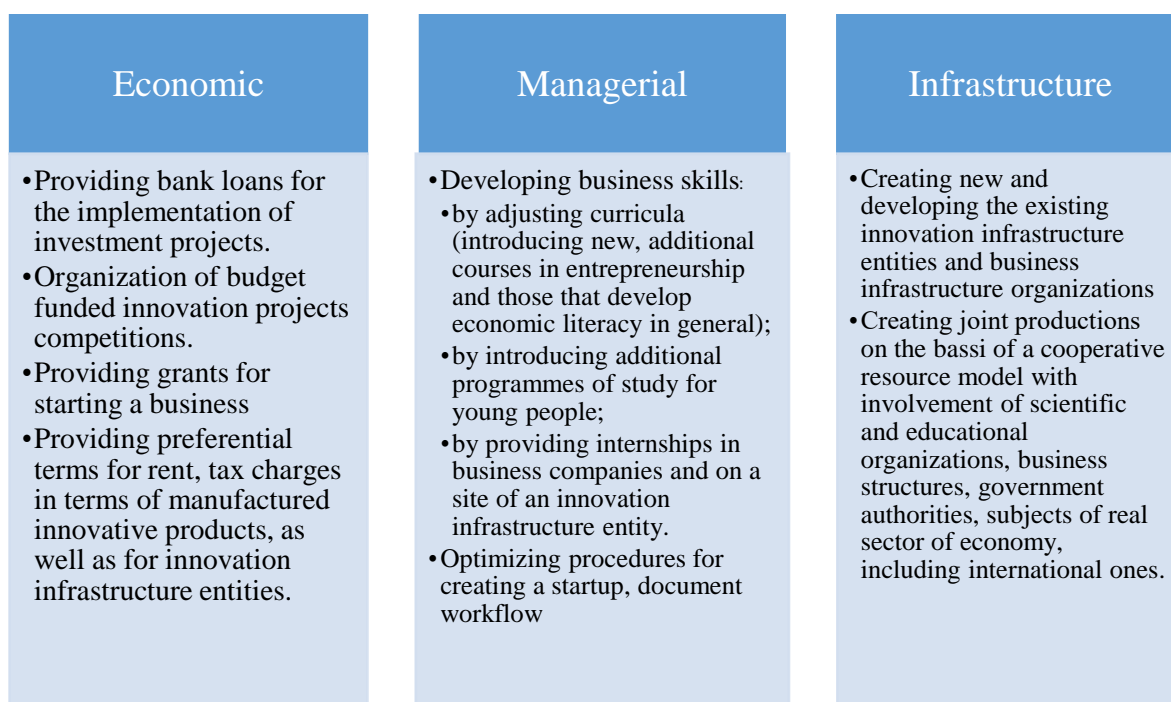 Economic
•Providing bank loans for
the implementation of
investment projects.
•Organization of budget
funded innovation projects
competitions.
•Providing grants for
starting a business
•Providing preferential
terms for rent, tax charges
in terms of manufactured
innovative products, as
well as for innovation
infrastructure entities.
Managerial
•Developing business skills:
•by adjusting curricula
(introducing new, additional
courses in entrepreneurship
and those that develop
economic literacy in general);
•by introducing additional
programmes of study for
young people;
•by providing internships in
business companies and on a
site of an innovation
infrastructure entity.
•Optimizing procedures for
creating a startup, document
workflow
Infrastructure
•Creating new and
developing the existing
innovation infrastructure
entities and business
infrastructure organizations
•Creating joint productions
on the bassi of a cooperative
resource model with
involvement of scientific
and educational
organizations, business
structures, government
authorities, subjects of real
sector of economy,
including international ones.